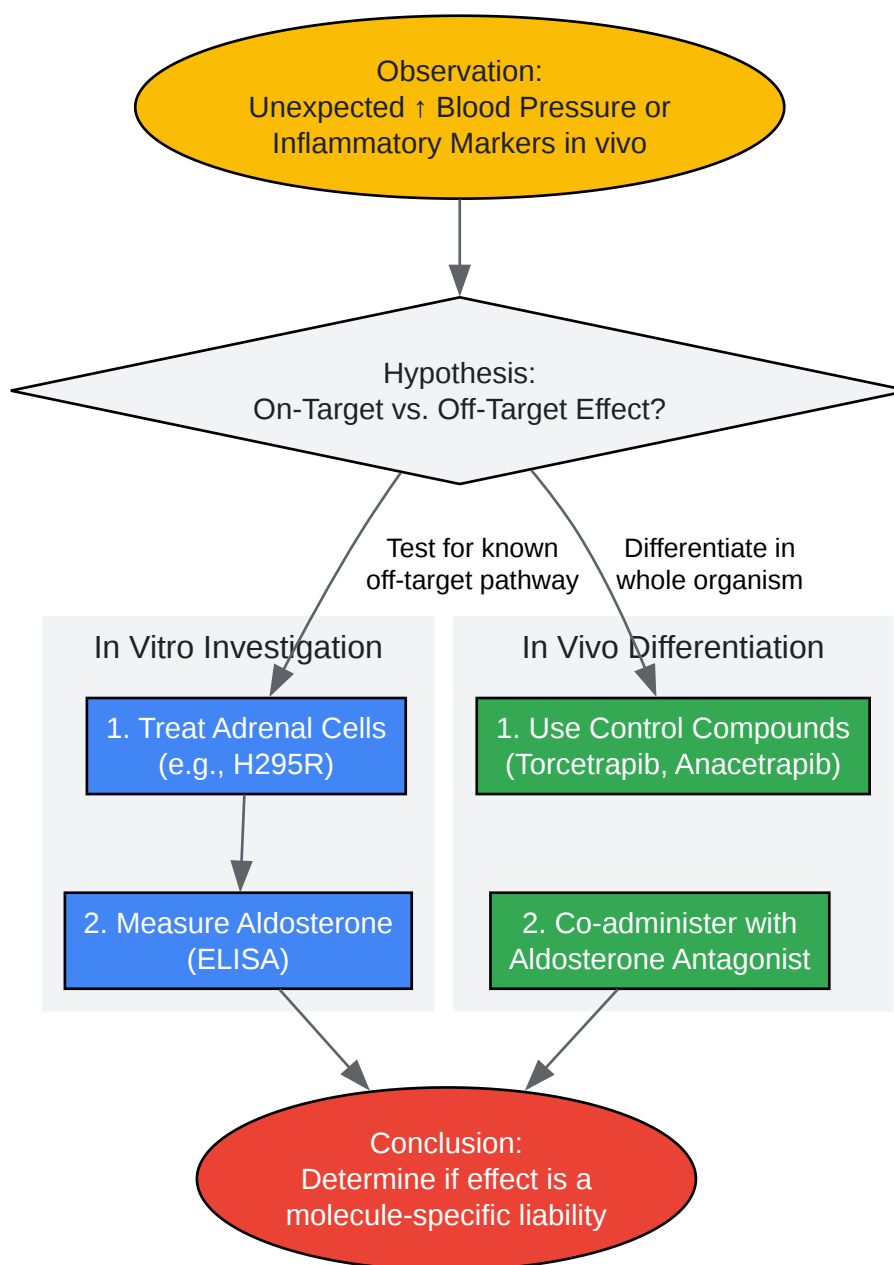 Observation:
Unexpected ↑ Blood Pressure or
Inflammatory Markers in vivo
Hypothesis:
On-Target vs. Off-Target Effect?
Test for known
off-target pathway
Differentiate in
whole organism
In Vitro Investigation
1. Treat Adrenal Cells
(e.g., H295R)
2. Measure Aldosterone
(ELISA)
In Vivo Differentiation
1. Use Control Compounds
(Torcetrapib, Anacetrapib)
2. Co-administer with
Aldosterone Antagonist
Conclusion:
Determine if effect is a
molecule-specific liability